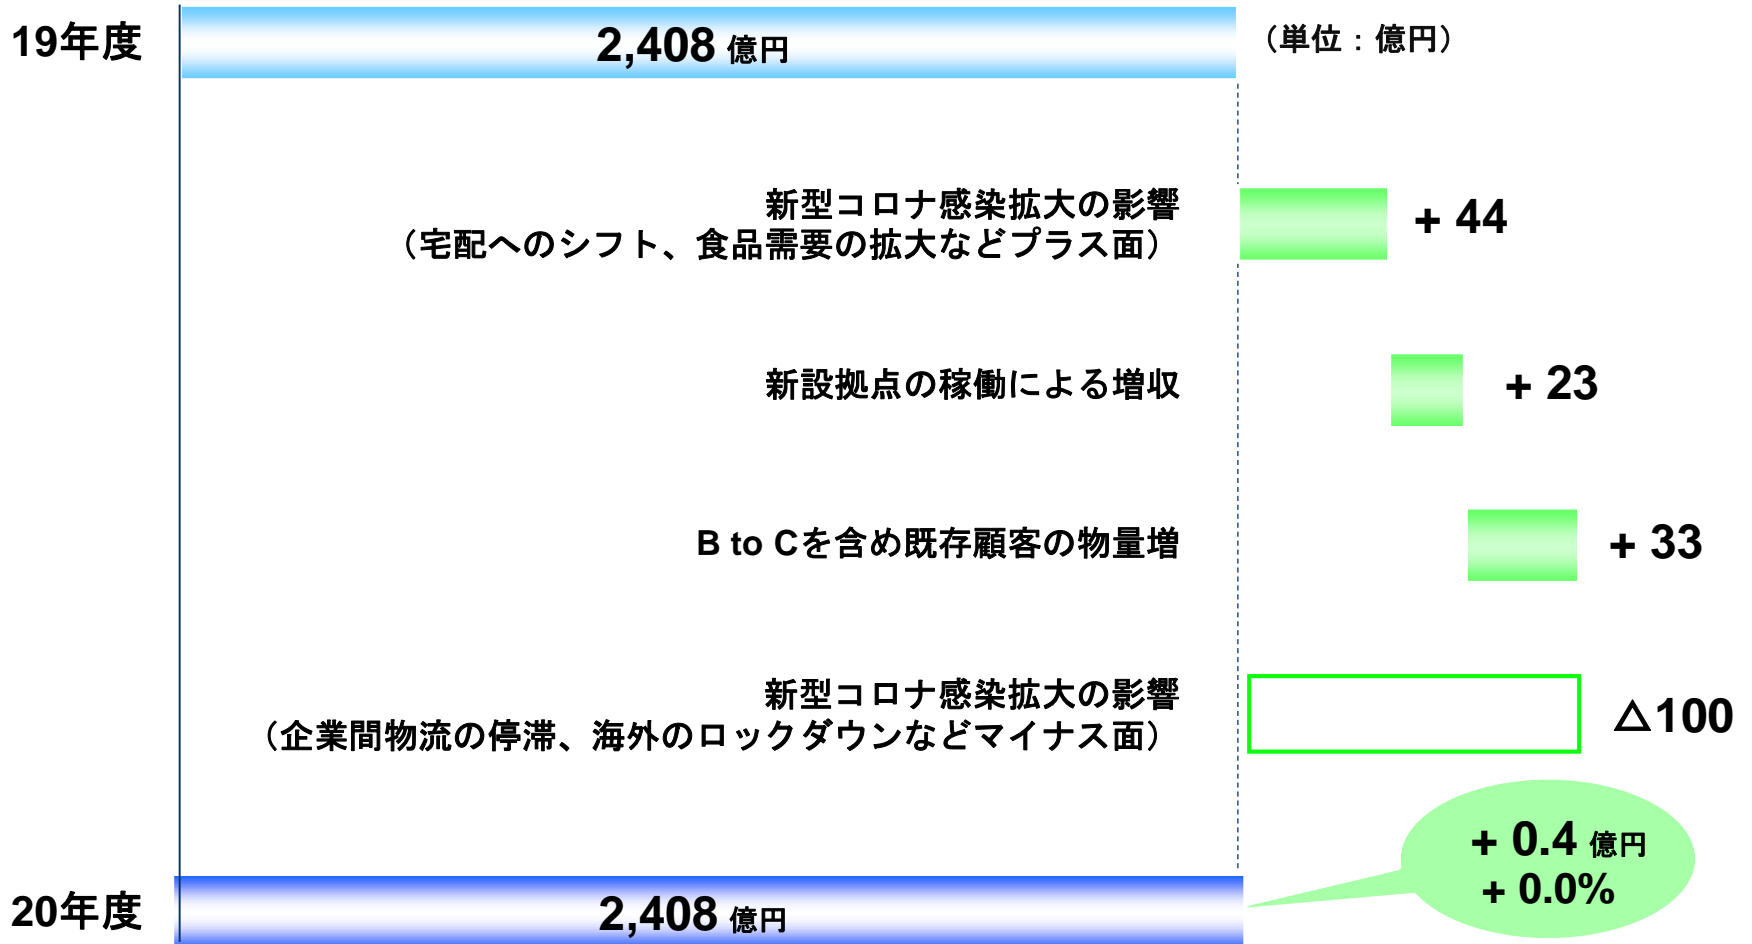 19年度
2,408 億円
（単位：億円）
新型コロナ感染拡大の影響
（宅配へのシフト、食品需要の拡大などプラス面）
+ 44
新設拠点の稼働による増収
+ 23
B to Cを含め既存顧客の物量増
+ 33
新型コロナ感染拡大の影響
（企業間物流の停滞、海外のロックダウンなどマイナス面）
△100
+ 0.4 億円
+ 0.0%
20年度
2,408 億円